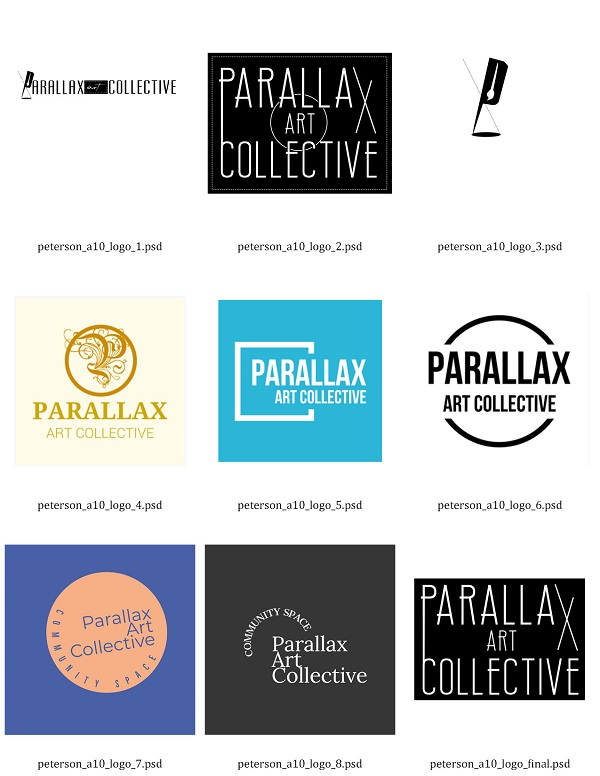 PARALLAX art COLLECTIVE
PARALLAX
ART
COLLECTIVE
P
peterson_a10_logo_1.psd
peterson_a10_logo_2.psd
peterson_a10_logo_3.psd
P
PARALLAX
ART COLLECTIVE
PARALLAX
ART COLLECTIVE
PARALLAX
ART COLLECTIVE
peterson_a10_logo_4.psd
peterson_a10_logo_5.psd
peterson_a10_logo_6.psd
Parallax
Art
Collective
COMMUNITY SPACE
COMMUNITY SPACE
Parallax
Art
Collective
PARALLAX
ART
COLLECTIVE
peterson_a10_logo_7.psd
peterson_a10_logo_8.psd
peterson_a10_logo_final.psd